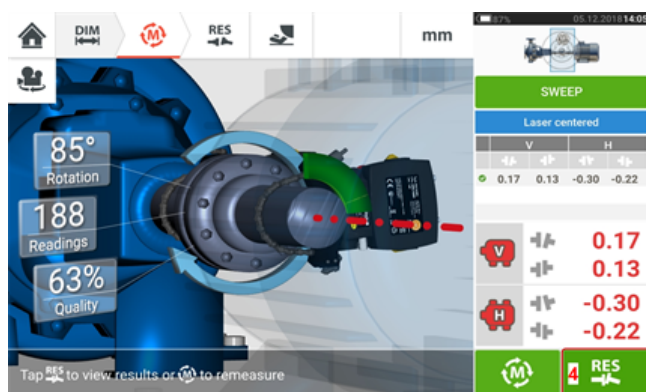 DIM
M
RES
mm
87% 05.12.2018 14:05
SWEEP
Laser centered
V H
0.17 0.13 -0.30 -0.22
85°
Rotation
188
Readings
63%
Quality
V 0.17
0.13
H -0.30
-0.22
Tap RES to view results or M to remeasure
M
4 RES